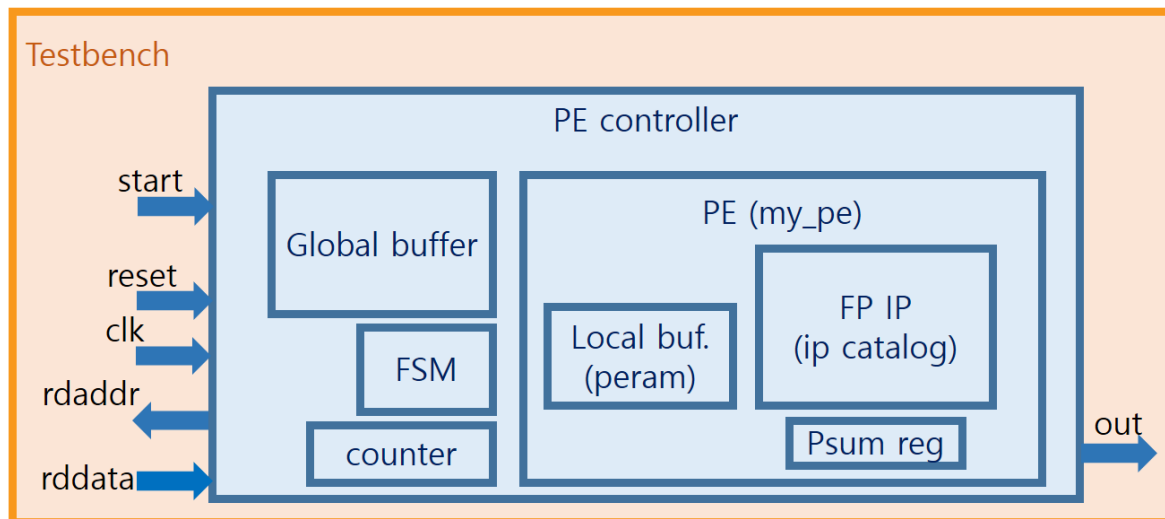 Testbench
PE controller
start
reset
clk
rdaddr
rddata
Global buffer
FSM
counter
PE (my_pe)
Local buf.
(peram)
FP IP
(ip catalog)
Psum reg
out